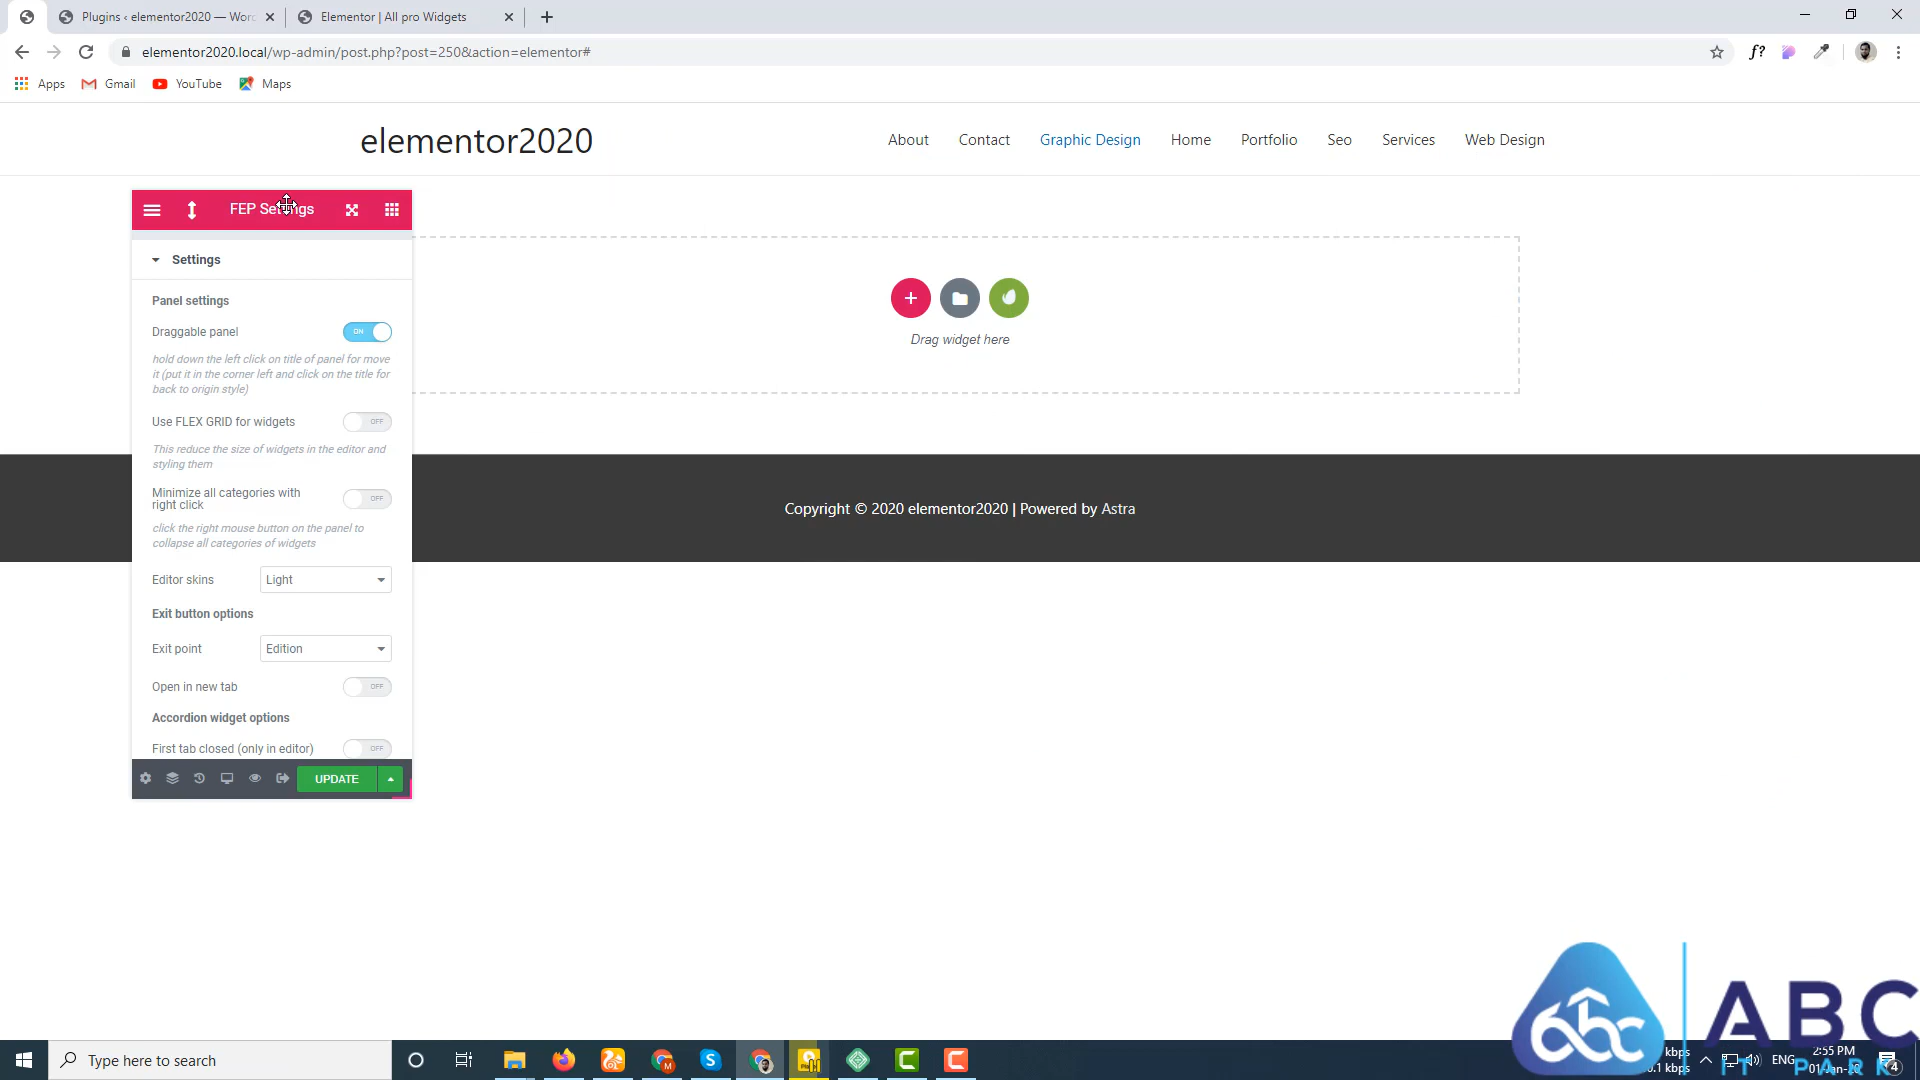 Plugins ‹ elementor2020 — Wor
Elementor | All pro Widgets
elementor2020.local/wp-admin/post.php?post=250&action=elementor#
f?
Apps
Gmail
YouTube
Maps
elementor2020
About
Contact
Graphic Design
Home
Portfolio
Seo
Services
Web Design
FEP Settings
Settings
Panel settings
Draggable panel
ON
hold down the left click on title of panel for move
it (put it in the corner left and click on the title for
back to origin style)
Use FLEX GRID for widgets
OFF
This reduce the size of widgets in the editor and
styling them
Minimize all categories with
right click
OFF
click the right mouse button on the panel to
collapse all categories of widgets
Editor skins
Light
Exit button options
Exit point
Edition
Open in new tab
OFF
Accordion widget options
First tab closed (only in editor)
OFF
UPDATE
Drag widget here
Copyright © 2020 elementor2020 | Powered by Astra
abc
ABC
IT PARK
Type here to search
kbps
kbps
ENG
2:55 PM
4